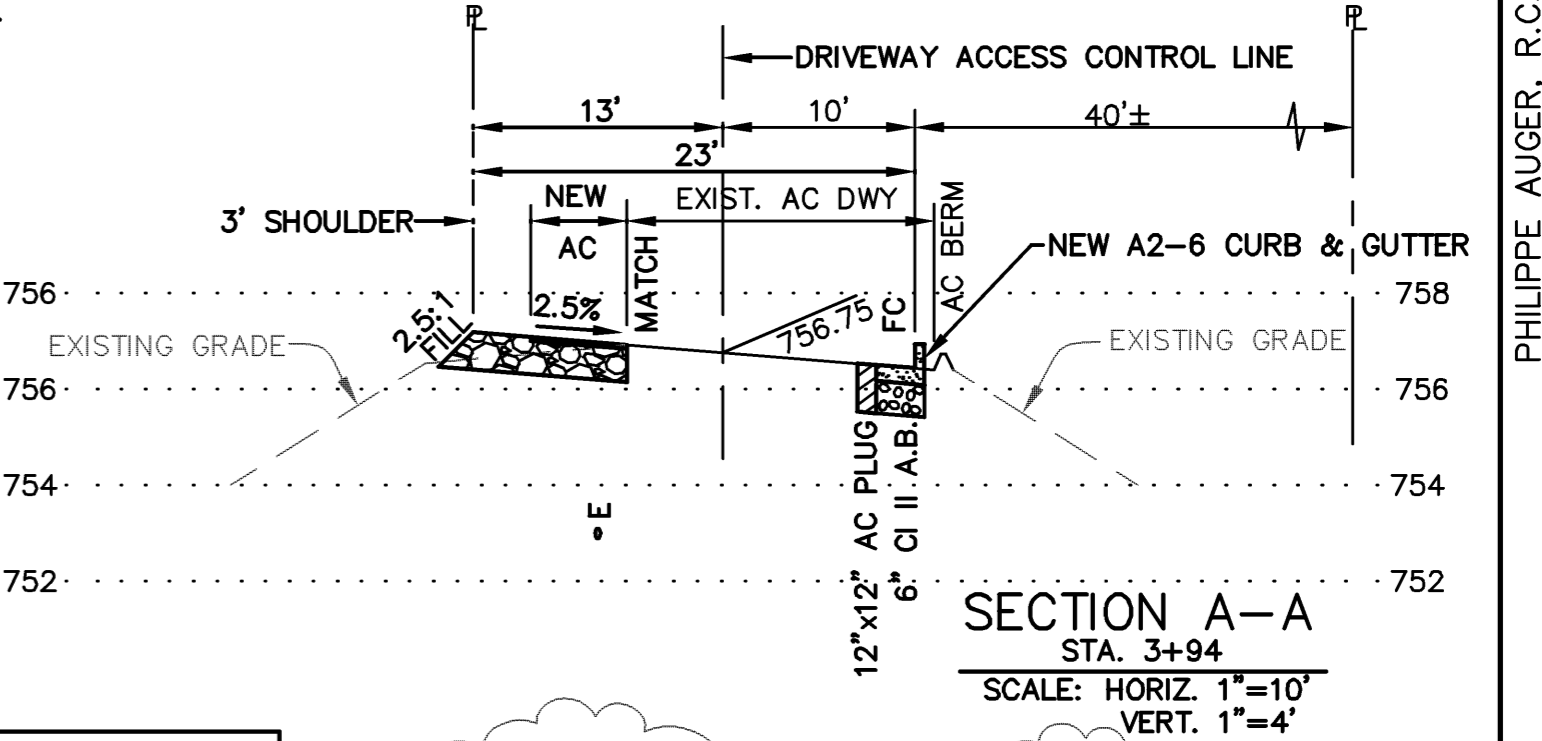 PL
PL
DRIVEWAY ACCESS CONTROL LINE
13'
10'
40'±
23'
NEW
AC
EXIST. AC DWY
3' SHOULDER
MATCH
AC BERM
NEW A2-6 CURB & GUTTER
756
758
2.5:1
FILL
2.5%
756.75
FC
EXISTING GRADE
EXISTING GRADE
756
756
754
754
E
12"x12" AC PLUG
6" Cl II A.B.
752
752
SECTION A-A
STA. 3+94
SCALE: HORIZ. 1"=10'
VERT. 1"=4'
PHILIPPE AUGER, R.C.